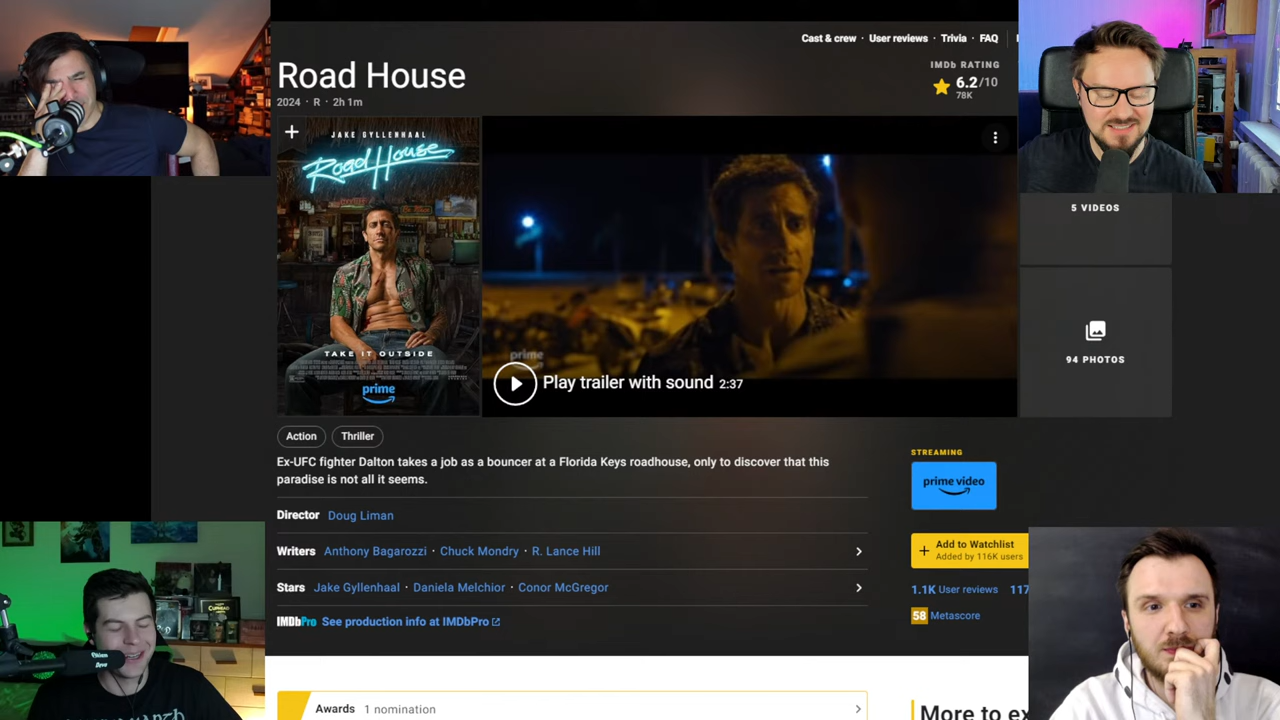 Cast & crew · User reviews · Trivia · FAQ
IMDb RATING
Road House
6.2/10
78K
2024 · R · 2h 1m
JAKE GYLLENHAAL
Road House
TAKE IT OUTSIDE
prime
prime
Play trailer with sound 2:37
5 VIDEOS
94 PHOTOS
Action
Thriller
Ex-UFC fighter Dalton takes a job as a bouncer at a Florida Keys roadhouse, only to discover that this
paradise is not all it seems.
STREAMING
prime video
Director Doug Liman
Writers Anthony Bagarozzi · Chuck Mondry · R. Lance Hill
Add to Watchlist
Added by 116K users
Stars Jake Gyllenhaal · Daniela Melchior · Conor McGregor
1.1K User reviews 117
58 Metascore
IMDbPro See production info at IMDbPro
Awards 1 nomination
More to ex
CUPHEAD